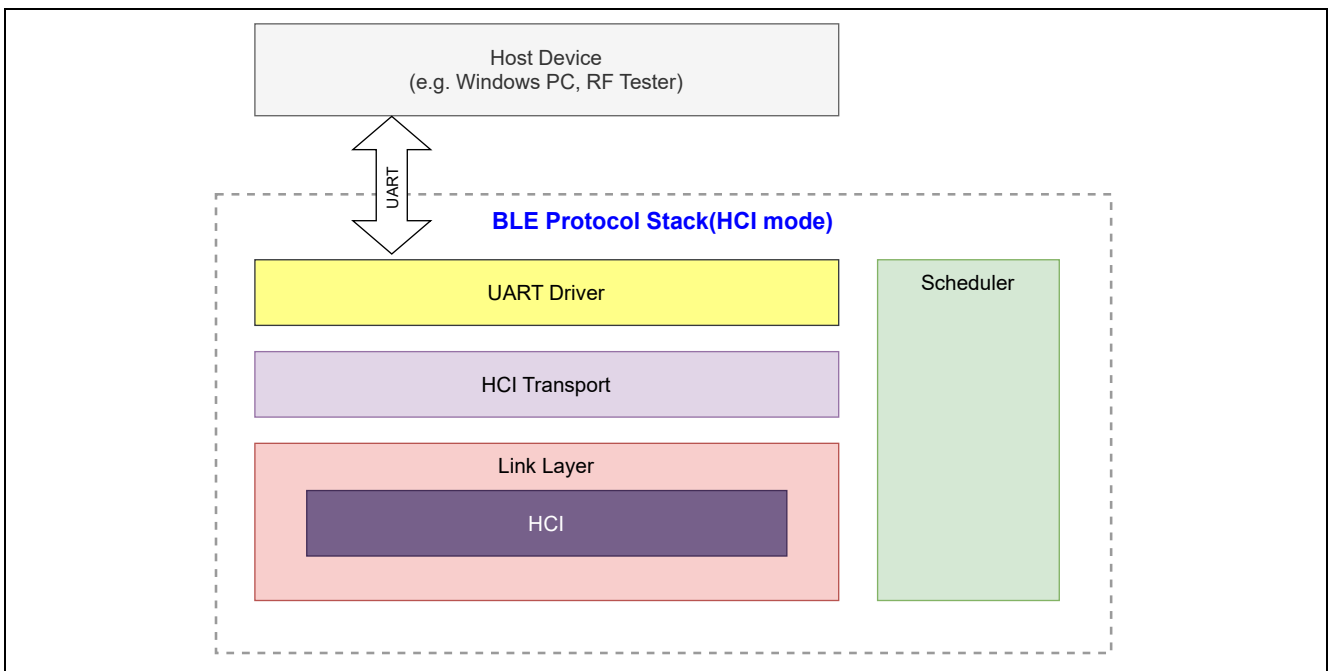 Host Device
(e.g. Windows PC, RF Tester)
UART
BLE Protocol Stack(HCI mode)
UART Driver
Scheduler
HCI Transport
Link Layer
HCI